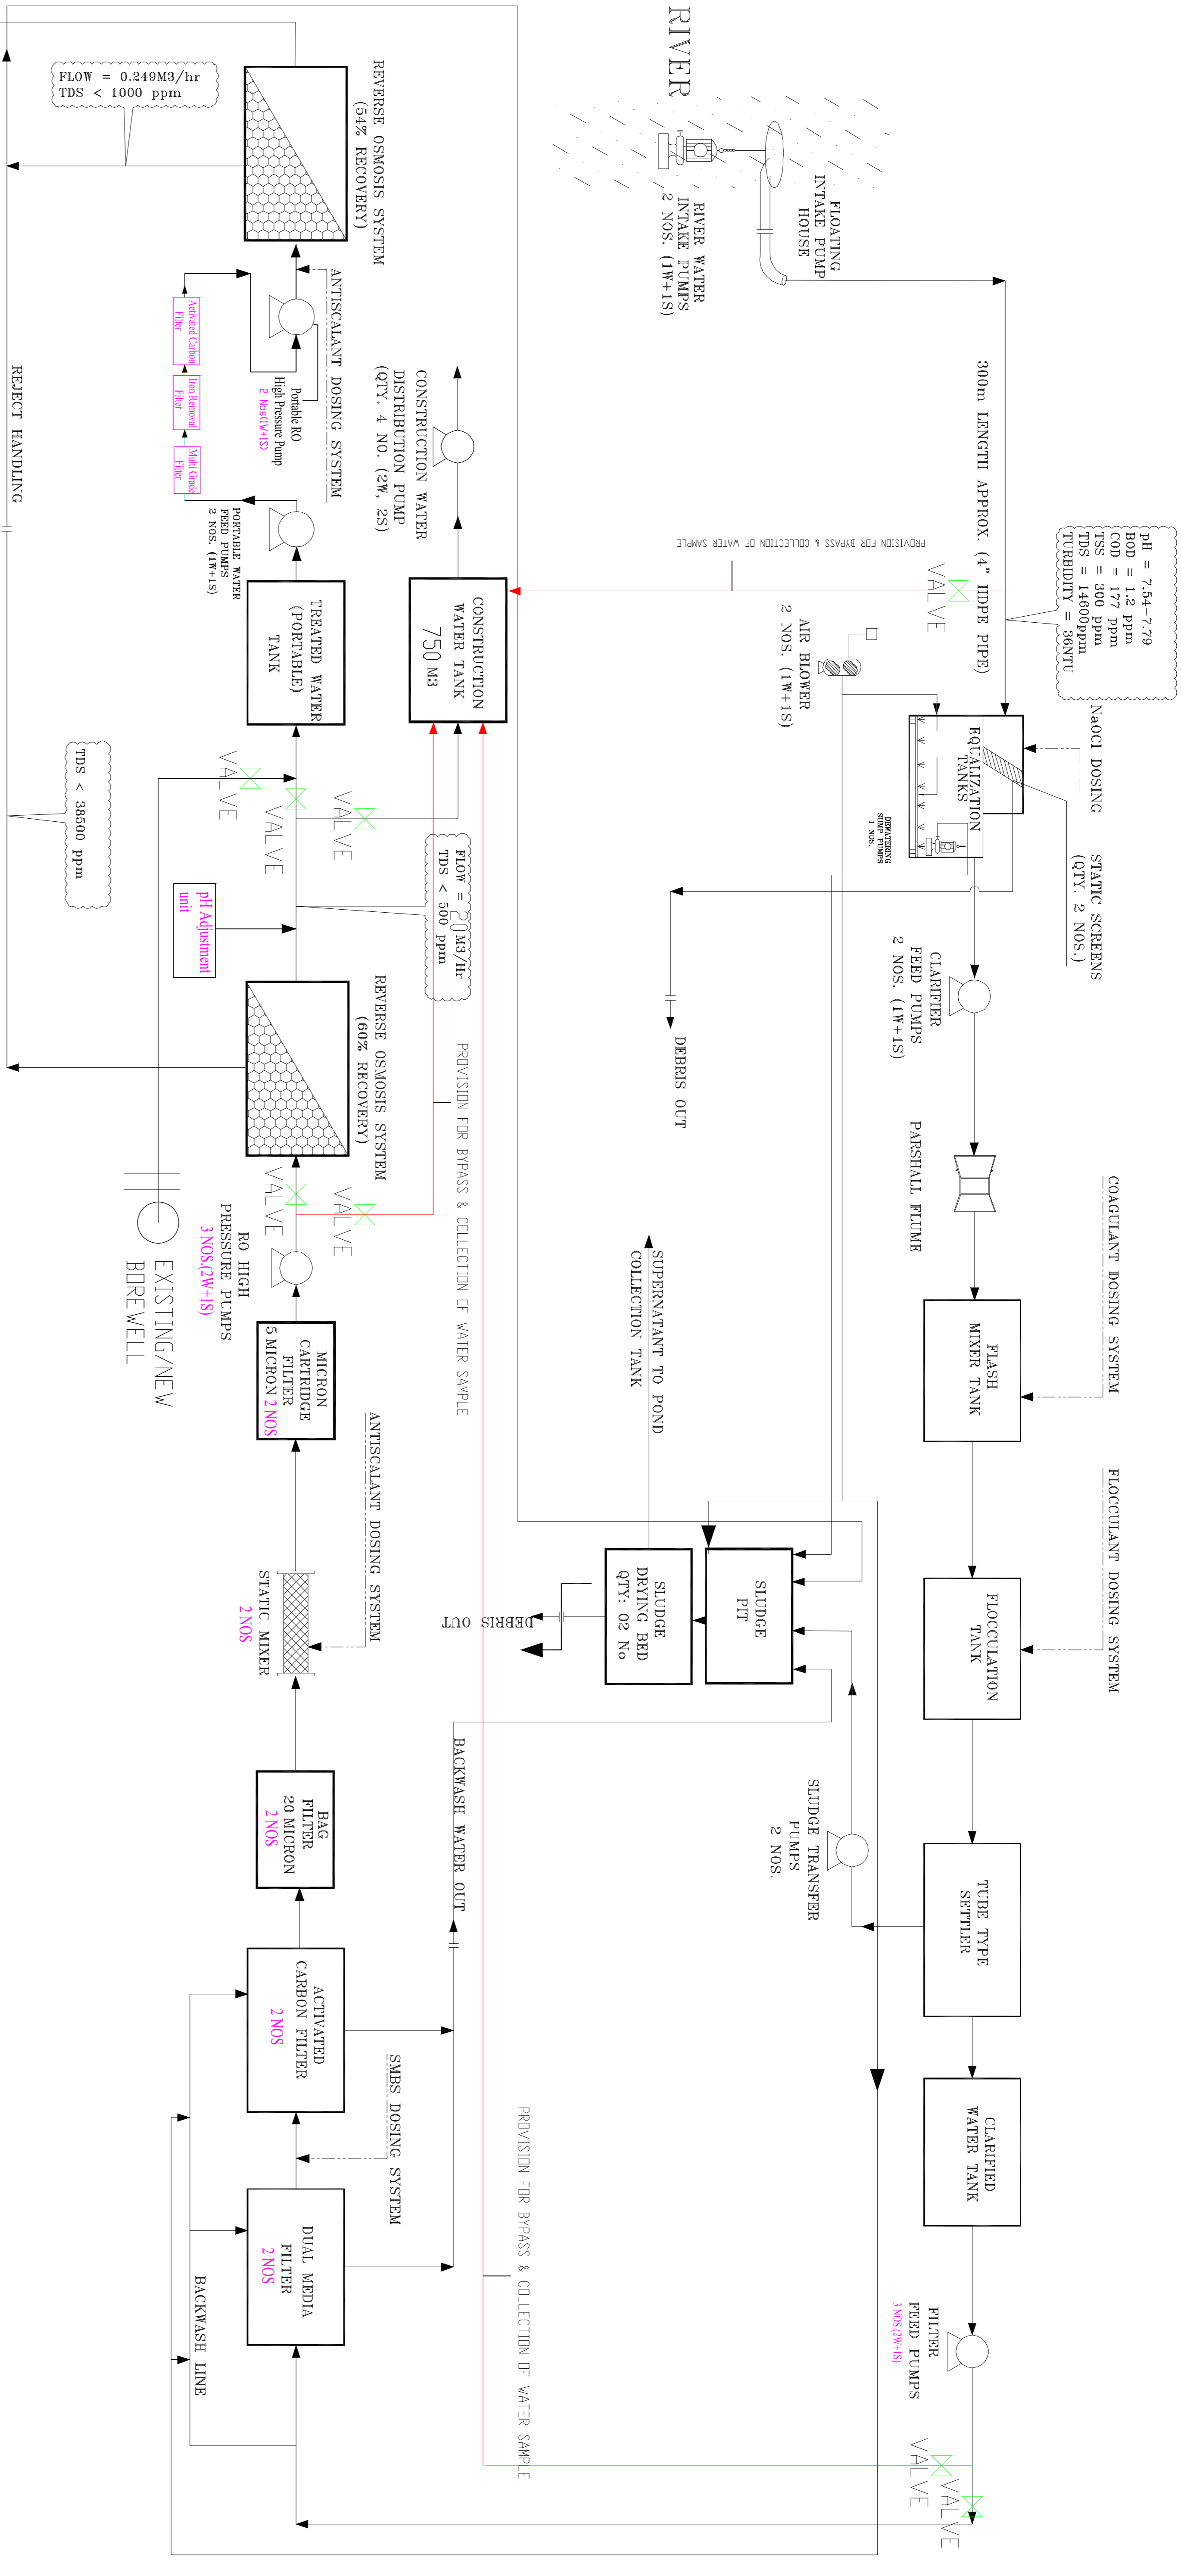 RIVER
FLOATING
INTAKE PUMP
HOUSE
RIVER WATER
INTAKE PUMPS
2 NOS. (1W+1S)
300m LENGTH APPROX. (4" HDPE PIPE)
pH = 7.54-7.79
BOD = 1.2 ppm
COD = 177 ppm
TSS = 300 ppm
TDS = 14600ppm
TURBIDITY = 36NTU
NaOCl DOSING
STATIC SCREENS
(QTY. 2 NOS.)
EQUALIZATION
TANKS
DEWATERING
SUMP PUMPS
1 NOS.
AIR BLOWER
2 NOS. (1W+1S)
VALVE
PROVISION FOR BYPASS & COLLECTION OF WATER SAMPLE
DEBRIS OUT
CLARIFIER
FEED PUMPS
2 NOS. (1W+1S)
PARSHALL FLUME
COAGULANT DOSING SYSTEM
FLASH
MIXER TANK
FLOCCULANT DOSING SYSTEM
FLOCCULATION
TANK
TUBE TYPE
SETTLER
CLARIFIED
WATER TANK
FILTER
FEED PUMPS
3 NOS.(2W+1S)
VALVE
VALVE
SLUDGE TRANSFER
PUMPS
2 NOS.
SLUDGE
PIT
SLUDGE
DRYING BED
QTY: 02 No
SUPERNATANT TO POND
COLLECTION TANK
DEBRIS OUT
BACKWASH WATER OUT
PROVISION FOR BYPASS & COLLECTION OF WATER SAMPLE
PROVISION FOR BYPASS & COLLECTION OF WATER SAMPLE
CONSTRUCTION
WATER TANK
750 M3
CONSTRUCTION WATER
DISTRIBUTION PUMP
(QTY. 4 NO. (2W, 2S)
REVERSE OSMOSIS SYSTEM
(54% RECOVERY)
FLOW = 0.249M3/hr
TDS < 1000 ppm
ANTISCALANT DOSING SYSTEM
Portable RO
High Pressure Pump
2 Nos(1W+1S)
Activated Carbon
Filter
Iron Removal
Filter
Multi Grade
Filter
PORTABLE WATER
FEED PUMPS
2 NOS. (1W+1S)
TREATED WATER
(PORTABLE)
TANK
VALVE
VALVE
VALVE
FLOW = 20 M3/Hr
TDS < 500 ppm
pH Adjustment
unit
REVERSE OSMOSIS SYSTEM
(60% RECOVERY)
VALVE
VALVE
RO HIGH
PRESSURE PUMPS
3 NOS.(2W+1S)
EXISTING/NEW
BOREWELL
MICRON
CARTRIDGE
FILTER
5 MICRON 2 NOS
ANTISCALANT DOSING SYSTEM
STATIC MIXER
2 NOS
BAG
FILTER
20 MICRON
2 NOS
ACTIVATED
CARBON FILTER
2 NOS
SMBS DOSING SYSTEM
DUAL MEDIA
FILTER
2 NOS
BACKWASH LINE
REJECT HANDLING
TDS < 38500 ppm